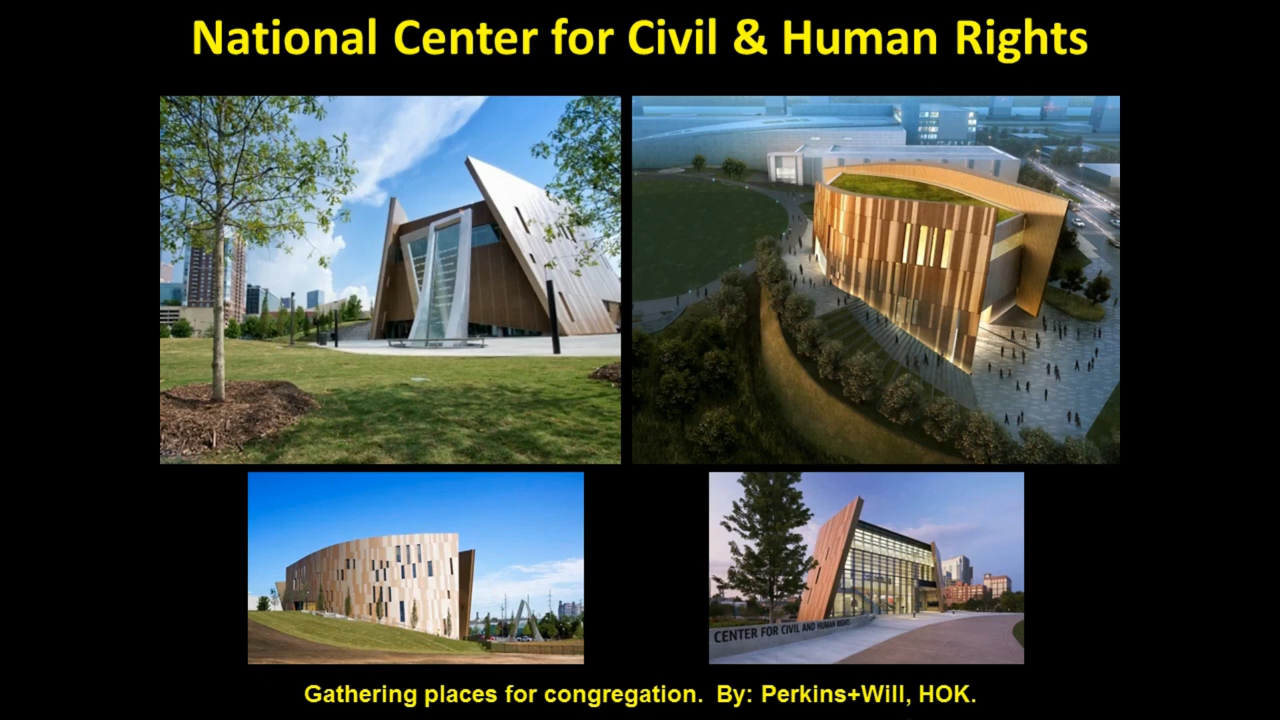 National Center for Civil & Human Rights
CENTER FOR CIVIL AND HUMAN RIGHTS
Gathering places for congregation.  By: Perkins+Will, HOK.